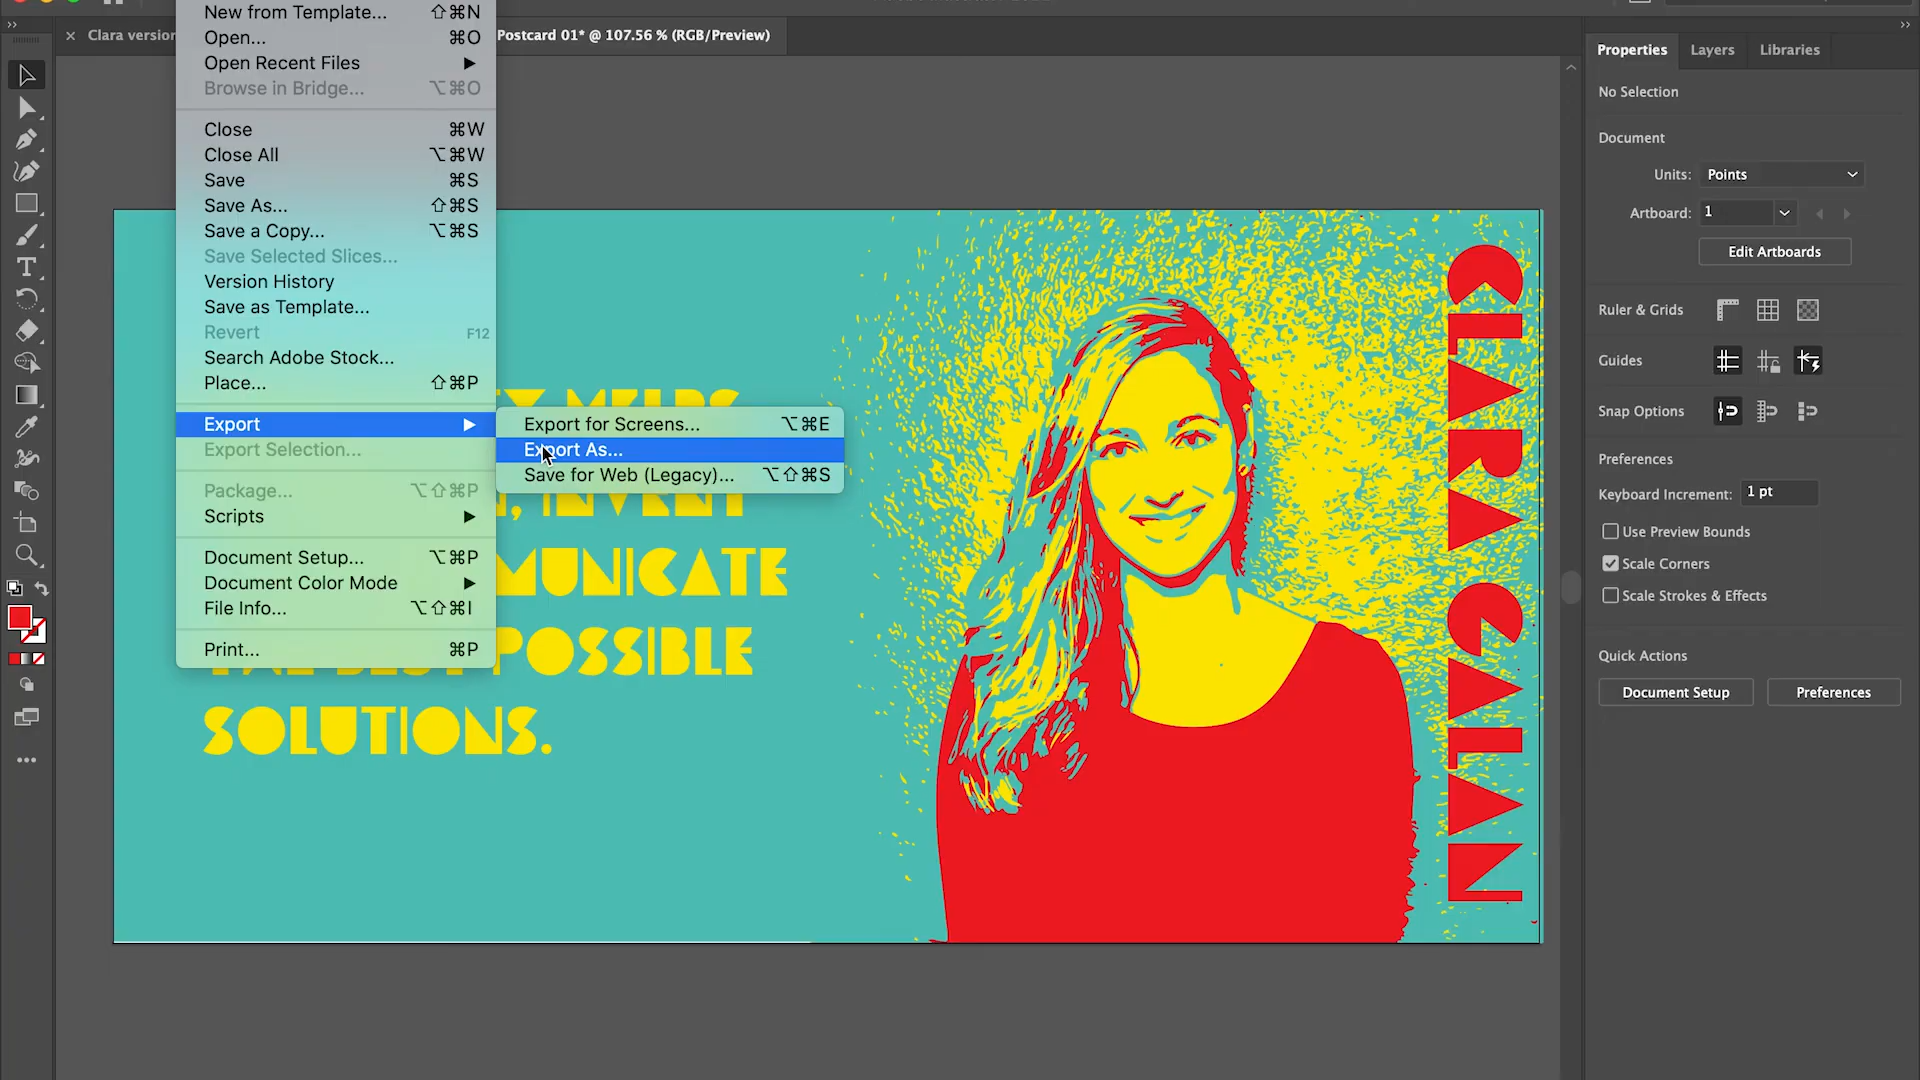 New from Template... ⇧⌘N
Open... ⌘O
Open Recent Files ▶
Browse in Bridge... ⌥⌘O
Close ⌘W
Close All ⌥⌘W
Save ⌘S
Save As... ⇧⌘S
Save a Copy... ⌥⌘S
Save Selected Slices...
Version History
Save as Template...
Revert F12
Search Adobe Stock...
Place... ⇧⌘P
Export ▶
Export Selection...
Package... ⌥⇧⌘P
Scripts ▶
Document Setup... ⌥⌘P
Document Color Mode ▶
File Info... ⌥⇧⌘I
Print... ⌘P
Export for Screens... ⌥⌘E
Export As...
Save for Web (Legacy)... ⌥⇧⌘S
× Clara version
Postcard 01* @ 107.56 % (RGB/Preview)
HELPS
, INVENT
MUNICATE
THE BEST POSSIBLE
SOLUTIONS.
CLARA GALAN
Properties Layers Libraries
No Selection
Document
Units: Points
Artboard: 1
Edit Artboards
Ruler & Grids
Guides
Snap Options
Preferences
Keyboard Increment: 1 pt
Use Preview Bounds
Scale Corners
Scale Strokes & Effects
Quick Actions
Document Setup Preferences